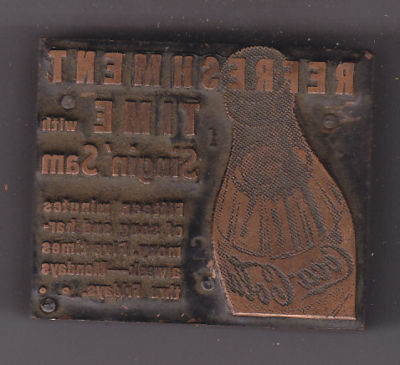 REFRESHMENT
TIME with
Singin' Sam
Fifteen minutes
of song and har-
mony. Five times
a week—Mondays
thru Fridays.
Coca-Cola